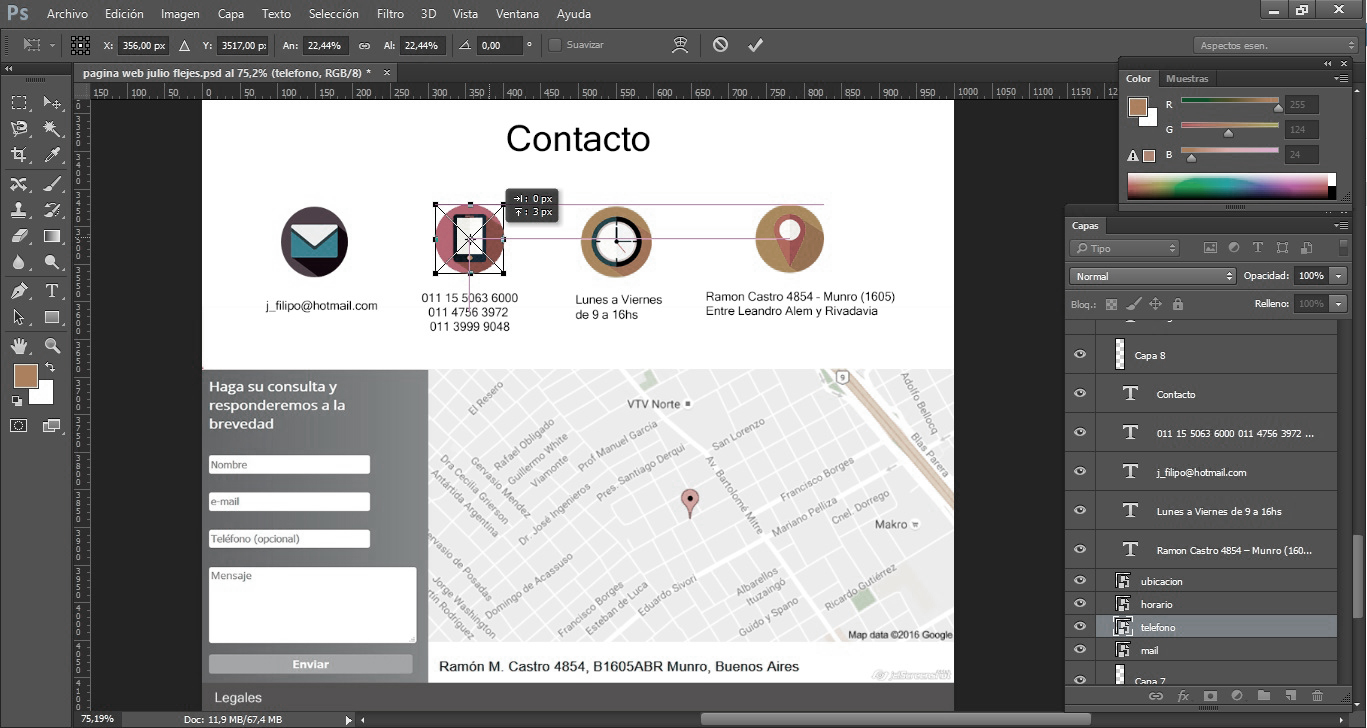 Ps Archivo Edición Imagen Capa Texto Selección Filtro 3D Vista Ventana Ayuda
X: 356,00 px Y: 3517,00 px An: 22,44% Al: 22,44% 0,00 ° Suavizar Aspectos esen.
pagina web julio flejes.psd al 75,2% (telefono, RGB/8) * ×
150 100 50 0 50 100 150 200 250 300 350 400 450 500 550 600 650 700 750 800 850 900 950 1000 1050 1100 1150
Color Muestras
R 255
G 124
B 24
Contacto
: 0 px
: 3 px
j_filipo@hotmail.com
011 15 5063 6000
011 4756 3972
011 3999 9048
Lunes a Viernes
de 9 a 16hs
Ramon Castro 4854 - Munro (1605)
Entre Leandro Alem y Rivadavia
Haga su consulta y
responderemos a la
brevedad
Nombre
e-mail
Teléfono (opcional)
Mensaje
Enviar
9
El Resero
VTV Norte
Adolfo Bellocq
Blas Parera
Rafael Obligado
Guillermo White
Viamonte
Prof Manuel García
San Lorenzo
Dra Cecilia Grierson
Gervasio Mendez
Antártida Argentina
Pres. Santiago Derqui
Dr. José Ingenieros
Av. Bartolomé Mitre
Francisco Borges
Cnel. Dorrego
Mariano Pelliza
Makro
Gervasio de Posadas
Jorge Washington
Martín Rodríguez
Domingo de Acassuso
Francisco Borges
Esteban de Luca
Eduardo Sivori
Albarellos
Ituzaingó
Guido y Spano
Ricardo Gutiérrez
Map data ©2016 Google
Ramón M. Castro 4854, B1605ABR Munro, Buenos Aires
Legales
Capas
Tipo
Normal Opacidad: 100%
Bloq.: Relleno: 100%
Capa 8
T Contacto
T 011 15 5063 6000 011 4756 3972 ...
T j_filipo@hotmail.com
T Lunes a Viernes de 9 a 16hs
T Ramon Castro 4854 – Munro (160...
ubicacion
horario
telefono
mail
Capa 7
fx
75,19% Doc: 11,9 MB/67,4 MB